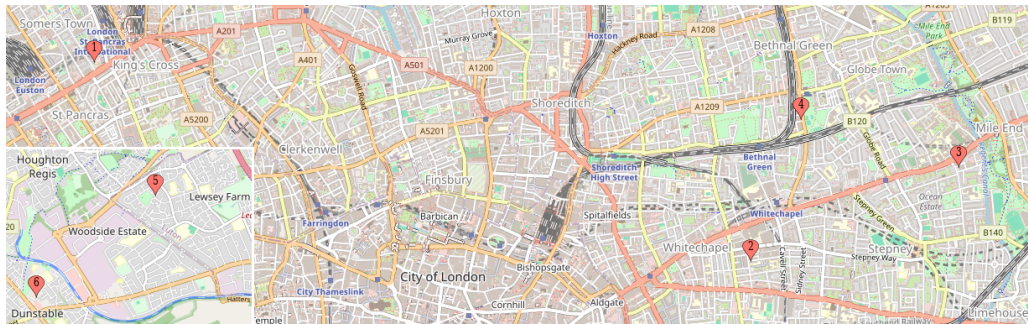 Somers Town
London
St Pancras
International
1
King's Cross
London
Euston
St Pancras
A201
A401
A501
A5200
A5201
Goswell Road
Clerkenwell
Hoxton
Murray Grove
A1200
Finsbury
Barbican
Farringdon
City of London
City Thameslink
Temple
Cornhill
Bishopsgate
Aldgate
Shoreditch
Shoreditch
High Street
Spitalfields
Hoxton
Hackney Road
A1208
A1209
Bethnal Green
Bethnal
Green
4
B120
Globe Town
Globe Road
A1205
B119
Mile End
Park
Mile End
3
Ocean
Estate
Whitechapel
Whitechapel
2
Cavell Street
Sidney Street
Stepney Green
Stepney
Stepney Way
B140
Limehouse
Houghton
Regis
5
Lewsey Farm
Woodside Estate
6
Dunstable